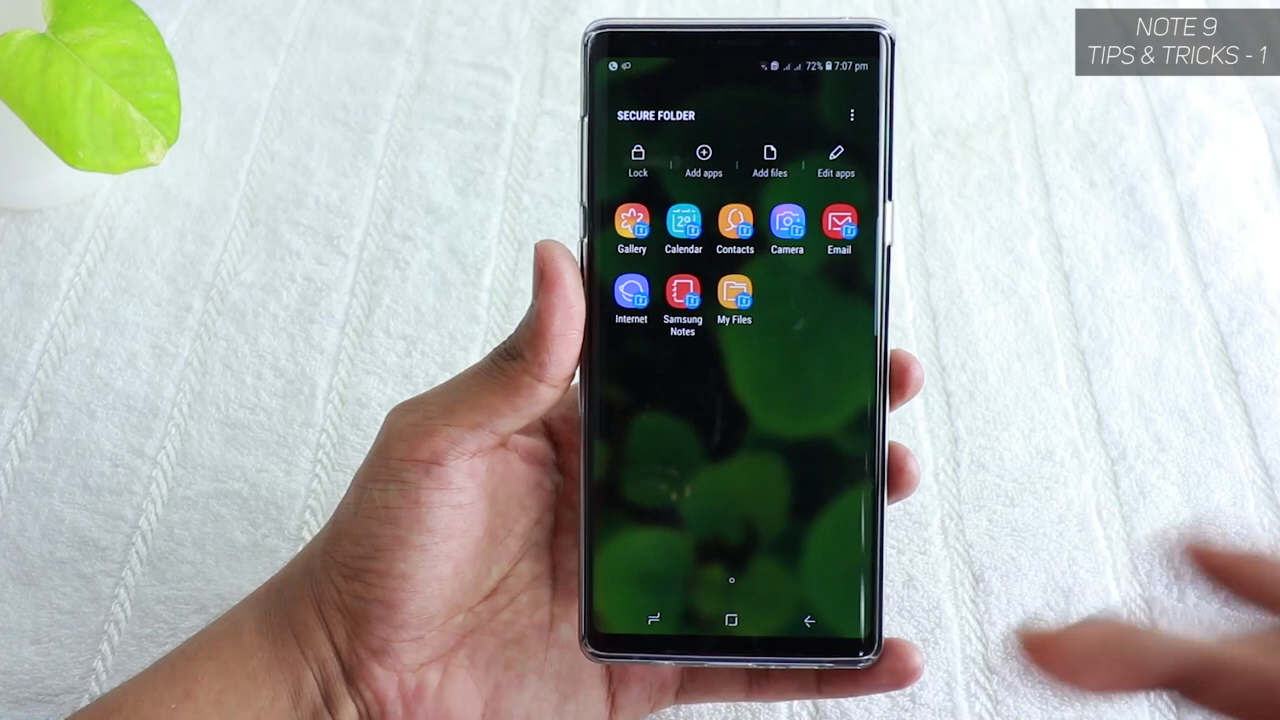 NOTE 9
TIPS & TRICKS - 1
72% 7:07 pm
SECURE FOLDER
Lock Add apps Add files Edit apps
29
Gallery Calendar Contacts Camera Email
Internet Samsung Notes My Files